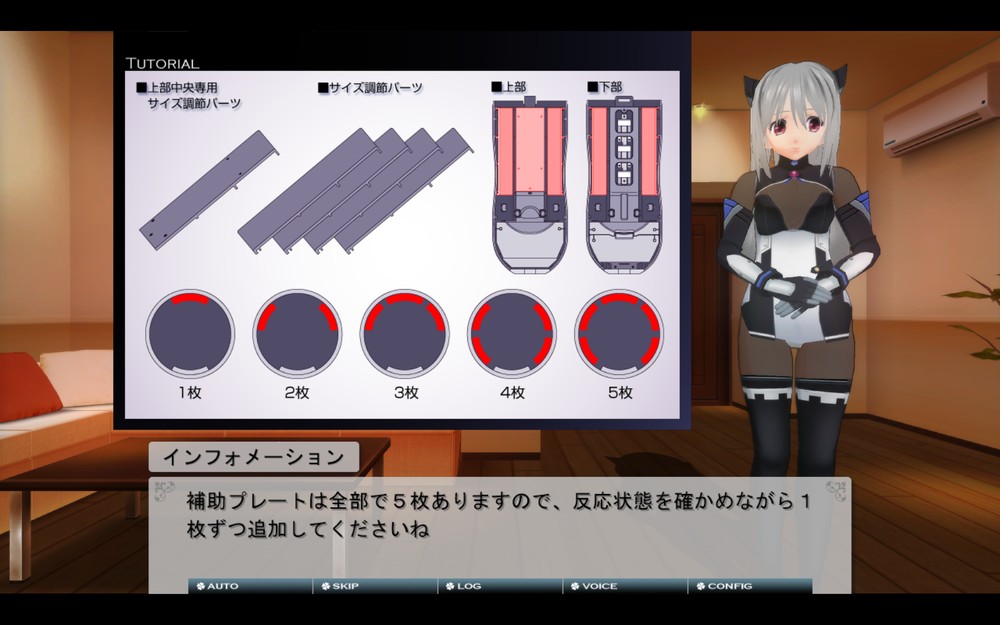 TUTORIAL
■上部中央専用
サイズ調節パーツ
■サイズ調節パーツ
■上部
■下部
1枚
2枚
3枚
4枚
5枚
インフォメーション
補助プレートは全部で５枚ありますので、反応状態を確かめながら１
枚ずつ追加してくださいね
AUTO
SKIP
LOG
VOICE
CONFIG